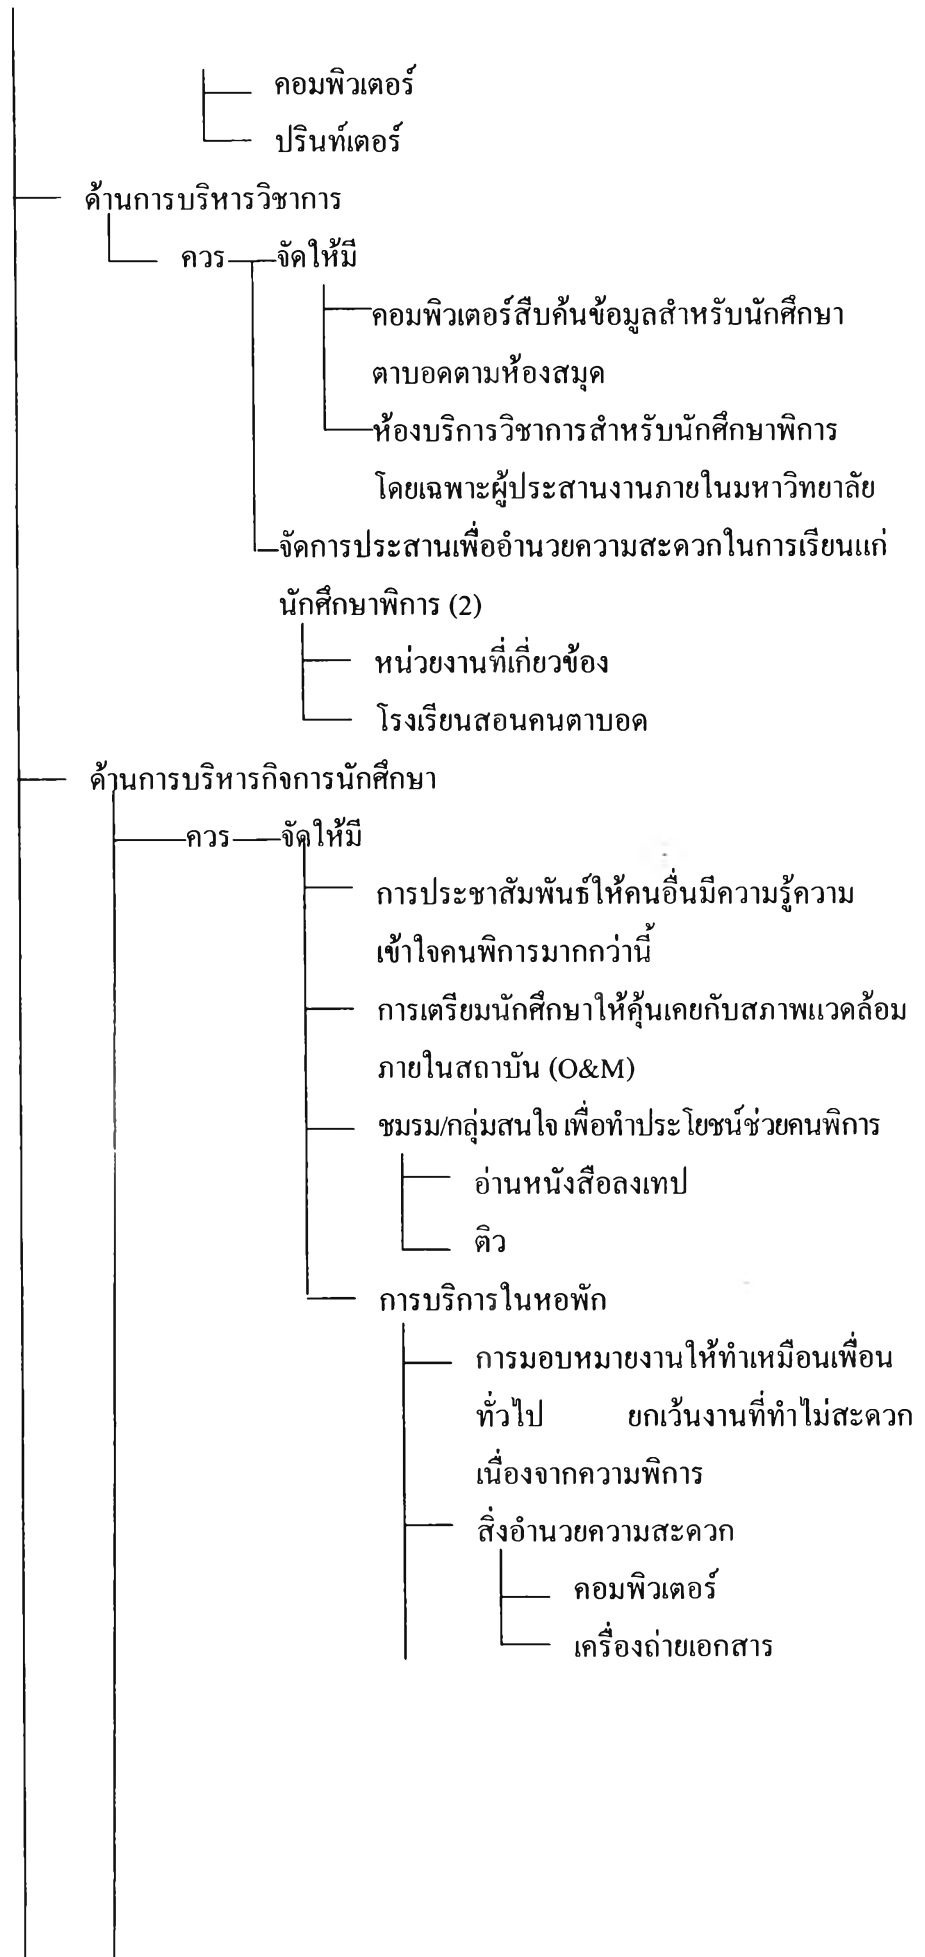 คอมพิวเตอร์
ปรินท์เตอร์
ด้านการบริหารวิชาการ
ควร จัดให้มี
คอมพิวเตอร์สืบค้นข้อมูลสำหรับนักศึกษา
ตาบอดตามห้องสมุด
ห้องบริการวิชาการสำหรับนักศึกษาพิการ
โดยเฉพาะผู้ประสานงานภายในมหาวิทยาลัย
จัดการประสานเพื่ออำนวยความสะดวกในการเรียนแก่
นักศึกษาพิการ (2)
หน่วยงานที่เกี่ยวข้อง
โรงเรียนสอนคนตาบอด
ด้านการบริหารกิจการนักศึกษา
ควร จัดให้มี
การประชาสัมพันธ์ให้คนอื่นมีความรู้ความ
เข้าใจคนพิการมากกว่านี้
การเตรียมนักศึกษาให้คุ้นเคยกับสภาพแวดล้อม
ภายในสถาบัน (O&M)
ชมรม/กลุ่มสนใจ เพื่อทำประโยชน์ช่วยคนพิการ
อ่านหนังสือลงเทป
ติว
การบริการในหอพัก
การมอบหมายงานให้ทำเหมือนเพื่อน
ทั่วไป ยกเว้นงานที่ทำไม่สะดวก
เนื่องจากความพิการ
สิ่งอำนวยความสะดวก
คอมพิวเตอร์
เครื่องถ่ายเอกสาร